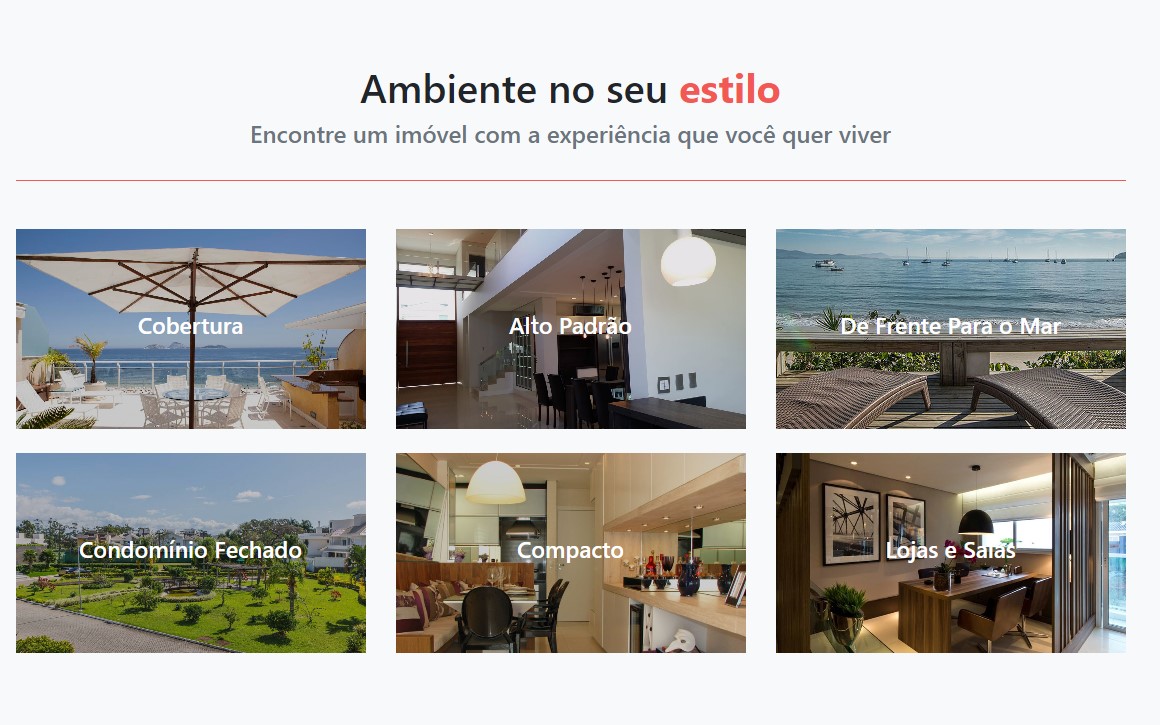 Ambiente no seu estilo
Encontre um imóvel com a experiência que você quer viver
Cobertura
Alto Padrão
De Frente Para o Mar
Condomínio Fechado
Compacto
Lojas e Salas